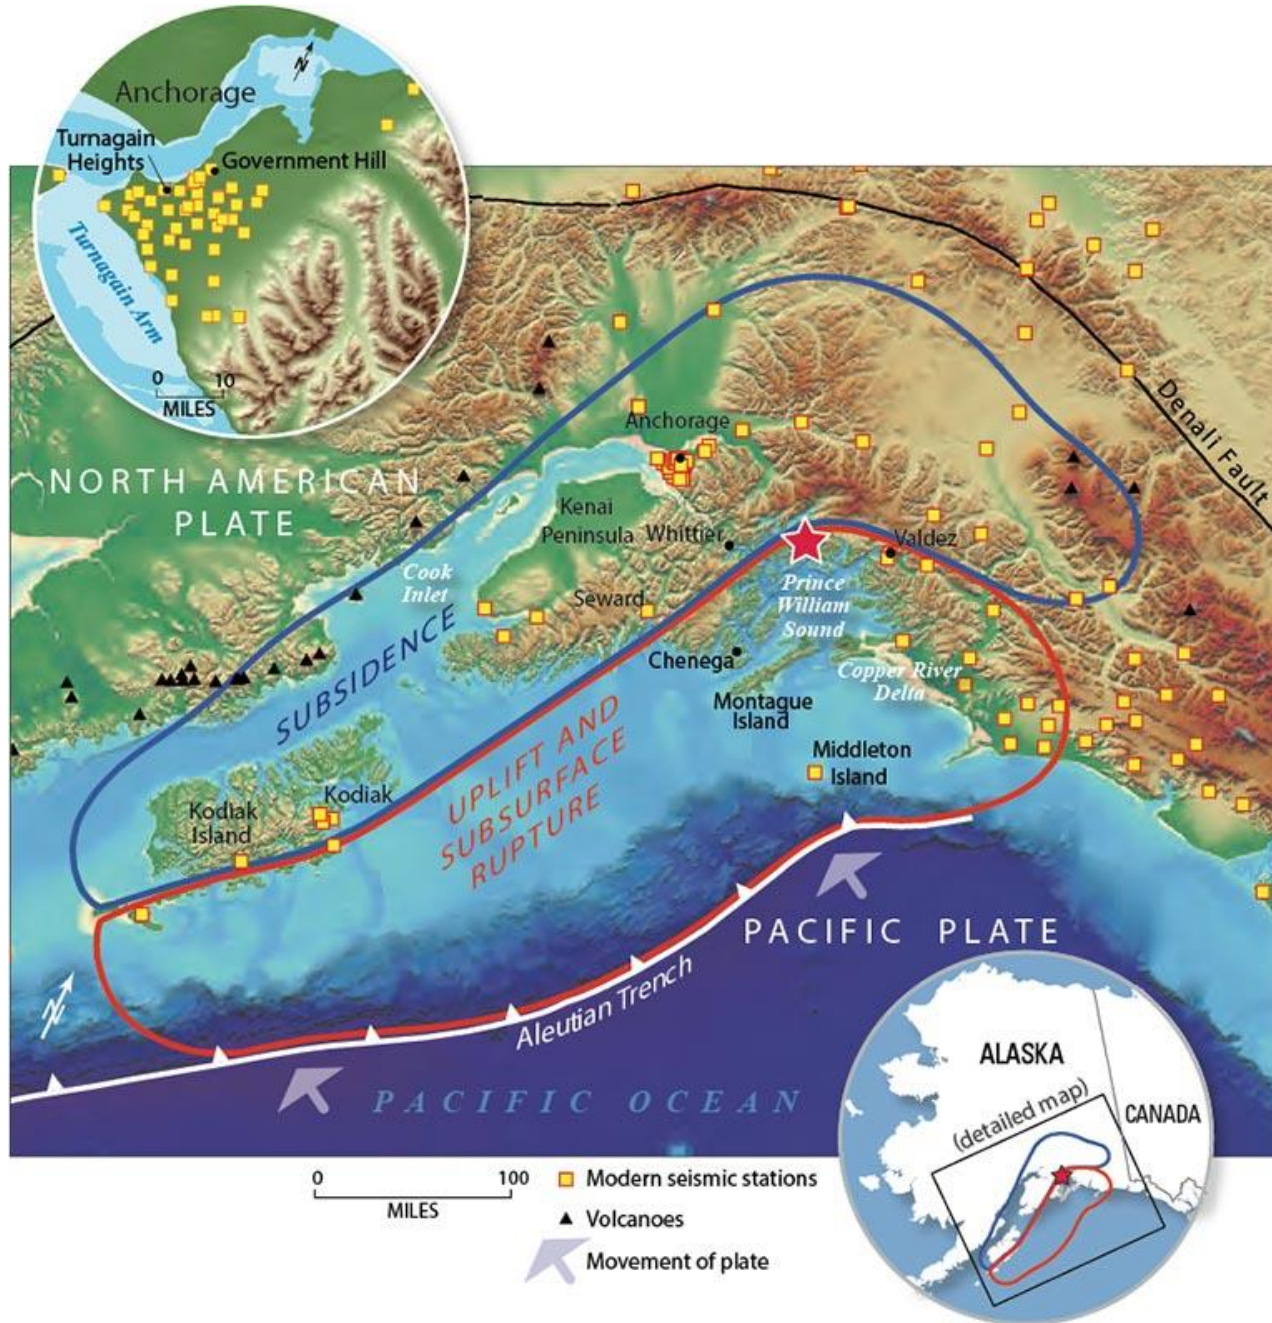 N
Anchorage
Turnagain
Heights
Government Hill
Turnagain Arm
0 10
MILES
Denali Fault
Anchorage
NORTH AMERICAN
PLATE
Kenai
Peninsula
Whittier
Valdez
Cook
Inlet
Prince
William
Sound
Seward
SUBSIDENCE
Chenega
Copper River
Delta
Montague
Island
UPLIFT AND
SUBSURFACE
RUPTURE
Middleton
Island
Kodiak
Kodiak
Island
PACIFIC PLATE
N
Aleutian Trench
PACIFIC OCEAN
ALASKA
(detailed map)
CANADA
0 100
MILES
Modern seismic stations
Volcanoes
Movement of plate